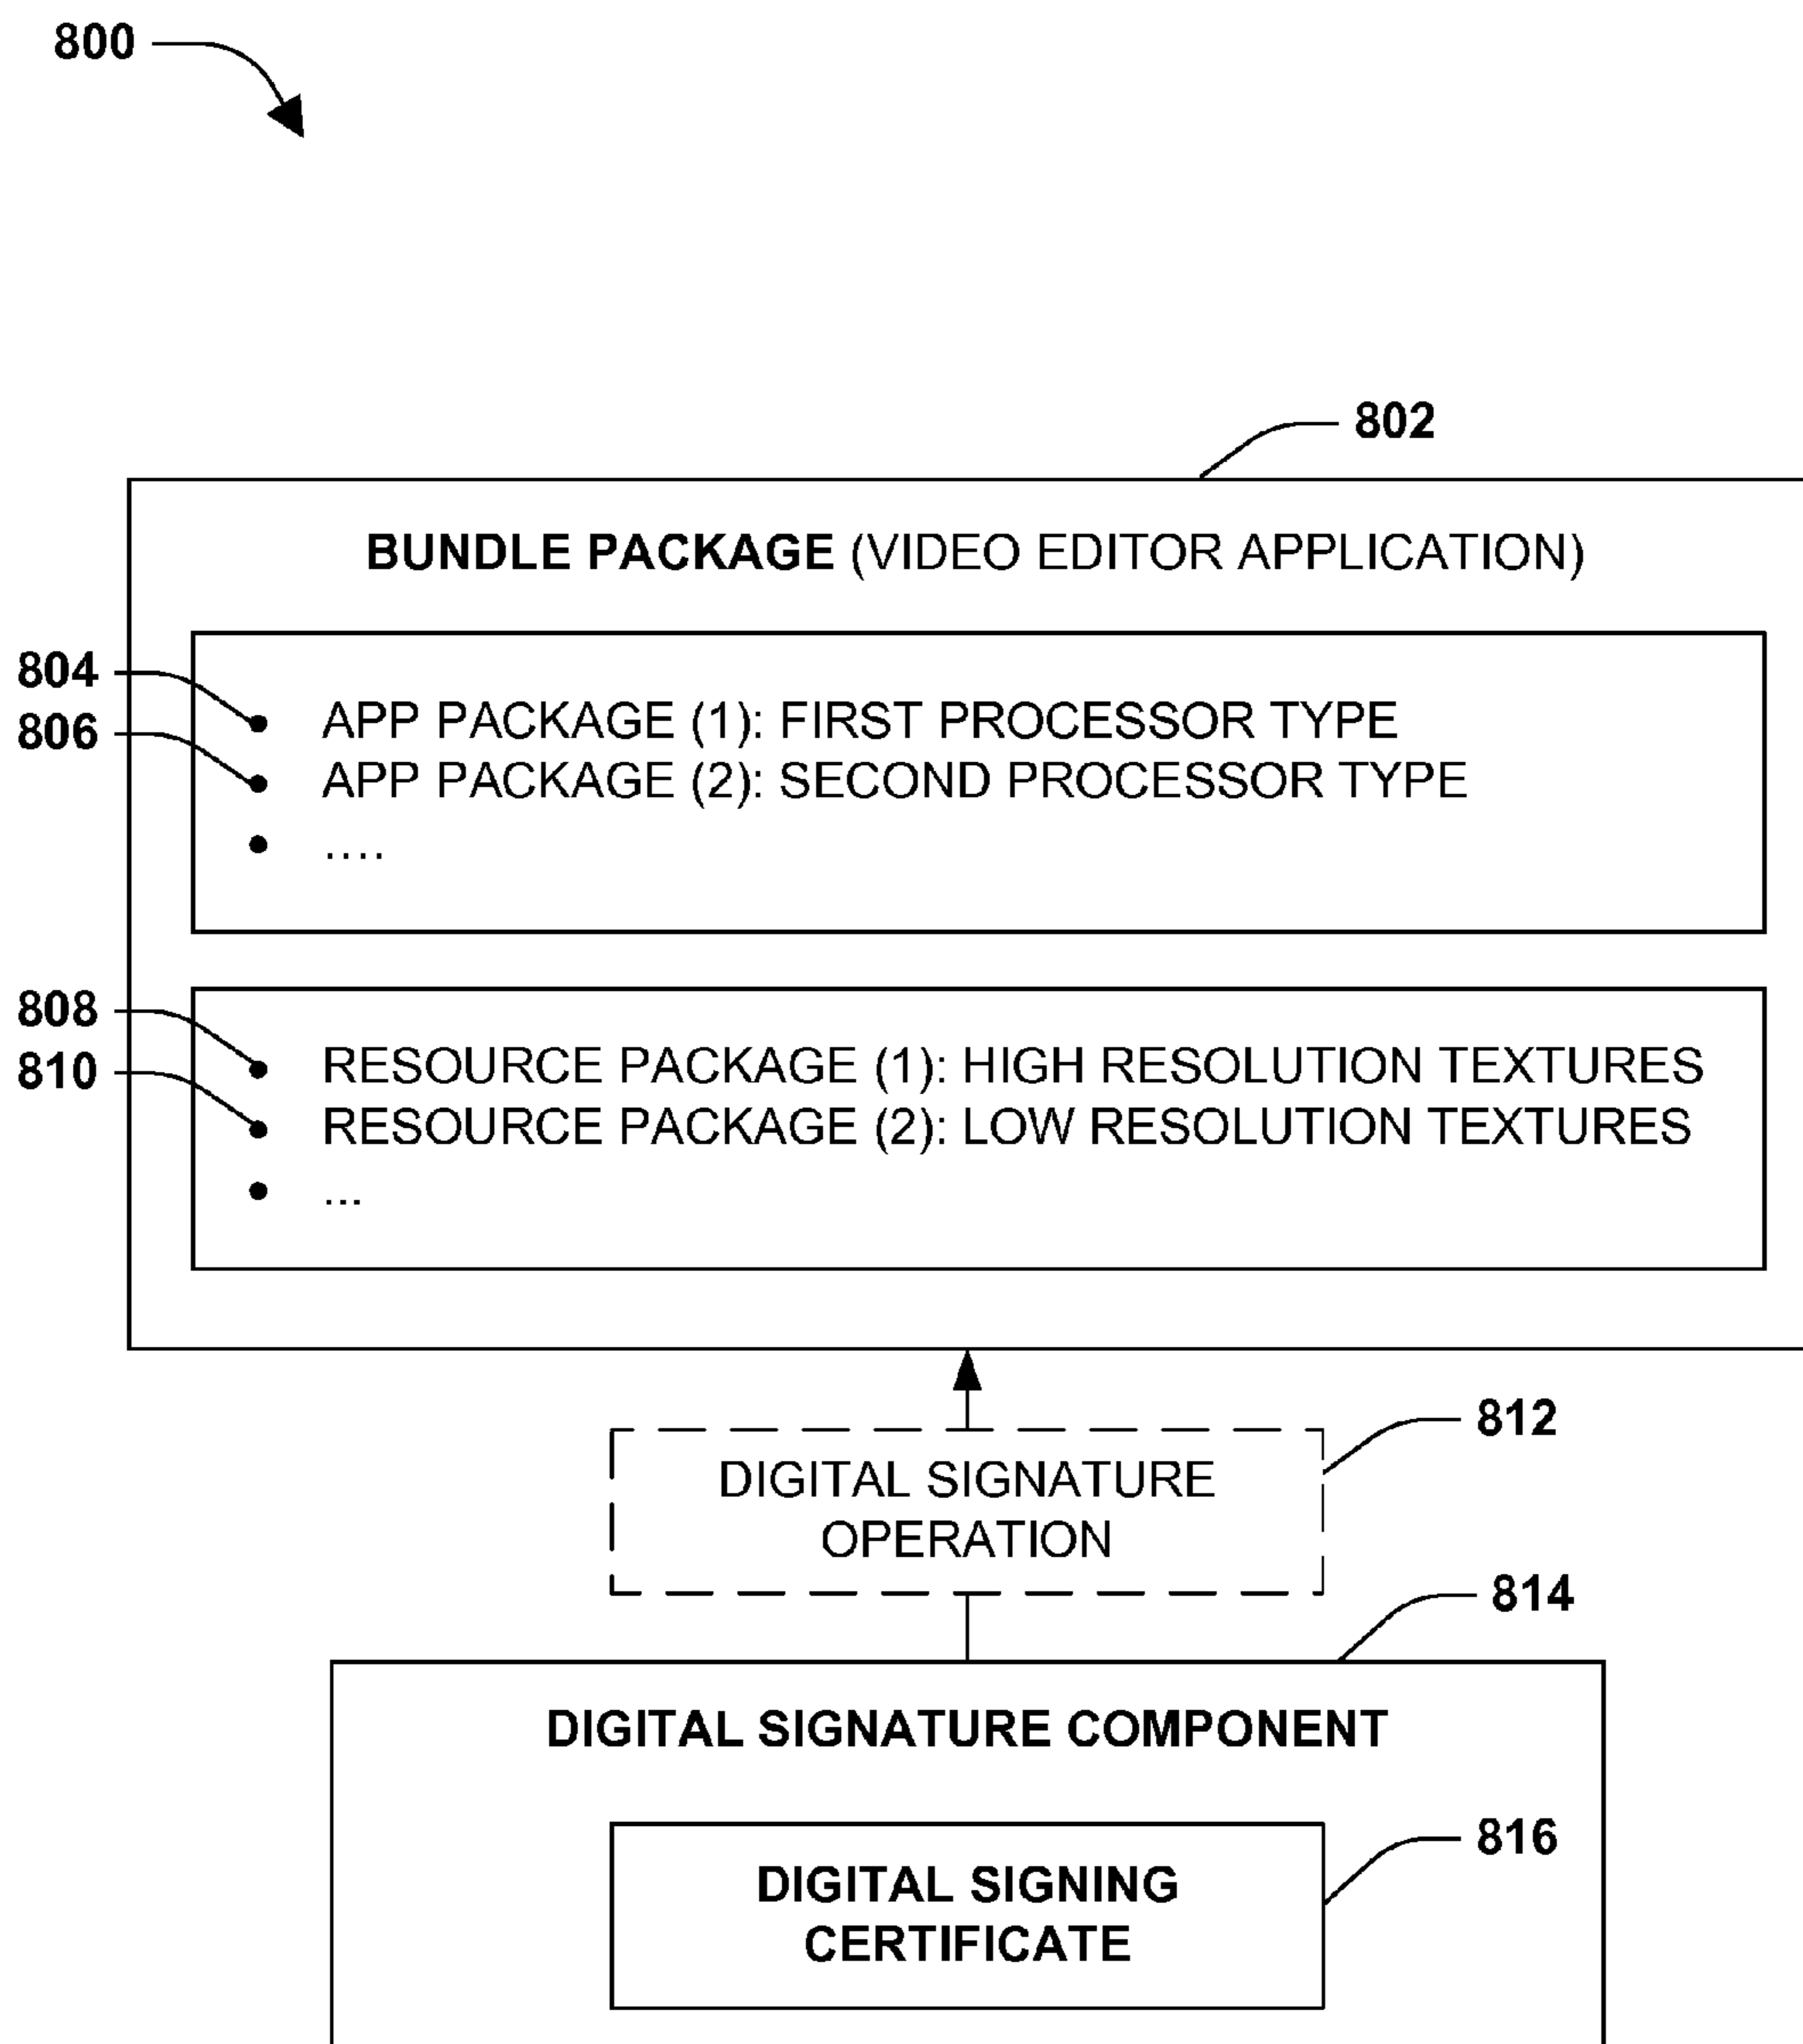 800
802
BUNDLE PACKAGE (VIDEO EDITOR APPLICATION)
804
APP PACKAGE (1): FIRST PROCESSOR TYPE
806
APP PACKAGE (2): SECOND PROCESSOR TYPE
....
808
RESOURCE PACKAGE (1): HIGH RESOLUTION TEXTURES
810
RESOURCE PACKAGE (2): LOW RESOLUTION TEXTURES
...
812
DIGITAL SIGNATURE
OPERATION
814
DIGITAL SIGNATURE COMPONENT
816
DIGITAL SIGNING
CERTIFICATE